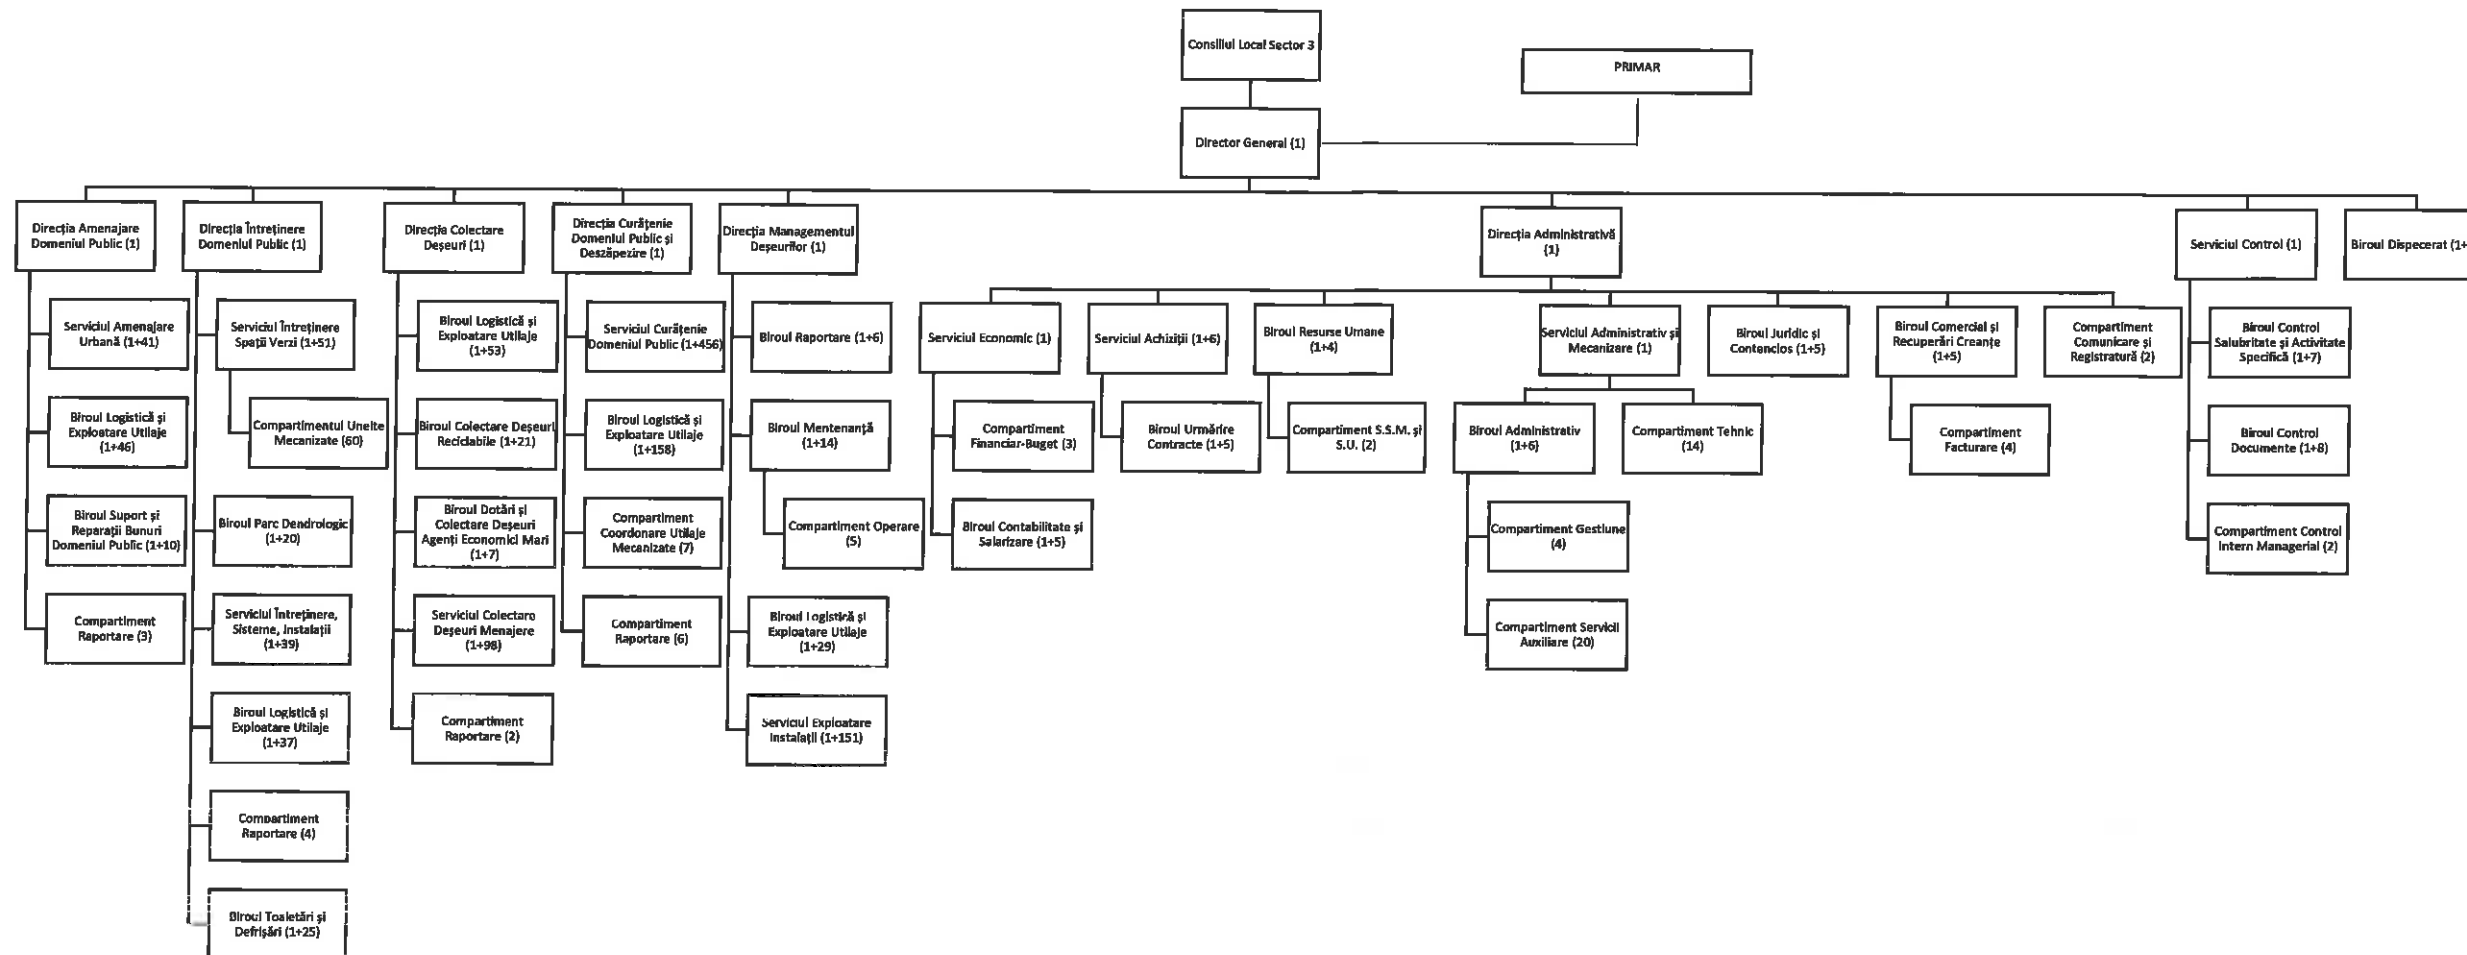 Consiliul Local Sector 3
PRIMAR
Director General (1)
Direcția Amenajare
Domeniul Public (1)
Direcția Întreținere
Domeniul Public (1)
Direcția Colectare
Deșeuri (1)
Direcția Curățenie
Domeniul Public și
Deszăpezire (1)
Direcția Managementul
Deșeurilor (1)
Direcția Administrativă
(1)
Serviciul Control (1)
Biroul Dispecerat (1+
Serviciul Amenajare
Urbană (1+41)
Biroul Logistică și
Exploatare Utilaje
(1+46)
Biroul Suport și
Reparații Bunuri
Domeniul Public (1+10)
Compartiment
Raportare (3)
Serviciul Întreținere
Spații Verzi (1+51)
Compartimentul Unelte
Mecanizate (60)
Biroul Parc Dendrologic
(1+20)
Serviciul Întreținere,
Sisteme, Instalații
(1+39)
Biroul Logistică și
Exploatare Utilaje
(1+37)
Compartiment
Raportare (4)
Biroul Toaletări și
Defrișări (1+25)
Biroul Logistică și
Exploatare Utilaje
(1+53)
Biroul Colectare Deșeuri
Reciclabile (1+21)
Biroul Dotări și
Colectare Deșeuri
Agenți Economici Mari
(1+7)
Serviciul Colectare
Deșeuri Menajere
(1+98)
Compartiment
Raportare (2)
Serviciul Curățenie
Domeniul Public (1+456)
Biroul Logistică și
Exploatare Utilaje
(1+158)
Compartiment
Coordonare Utilaje
Mecanizate (7)
Compartiment
Raportare (6)
Biroul Raportare (1+6)
Biroul Mentenanță
(1+14)
Compartiment Operare
(5)
Biroul Logistică și
Exploatare Utilaje
(1+29)
Serviciul Exploatare
Instalații (1+151)
Serviciul Economic (1)
Compartiment
Financiar-Buget (3)
Biroul Contabilitate și
Salarizare (1+5)
Serviciul Achiziții (1+6)
Biroul Urmărire
Contracte (1+5)
Biroul Resurse Umane
(1+4)
Compartiment S.S.M. și
S.U. (2)
Serviciul Administrativ și
Mecanizare (1)
Biroul Administrativ
(1+6)
Compartiment Gestiune
(4)
Compartiment Servicii
Auxiliare (20)
Compartiment Tehnic
(14)
Biroul Juridic și
Contencios (1+5)
Biroul Comercial și
Recuperări Creanțe
(1+5)
Compartiment
Facturare (4)
Compartiment
Comunicare și
Registratură (2)
Biroul Control
Salubritate și Activitate
Specifică (1+7)
Biroul Control
Documente (1+8)
Compartiment Control
Intern Managerial (2)